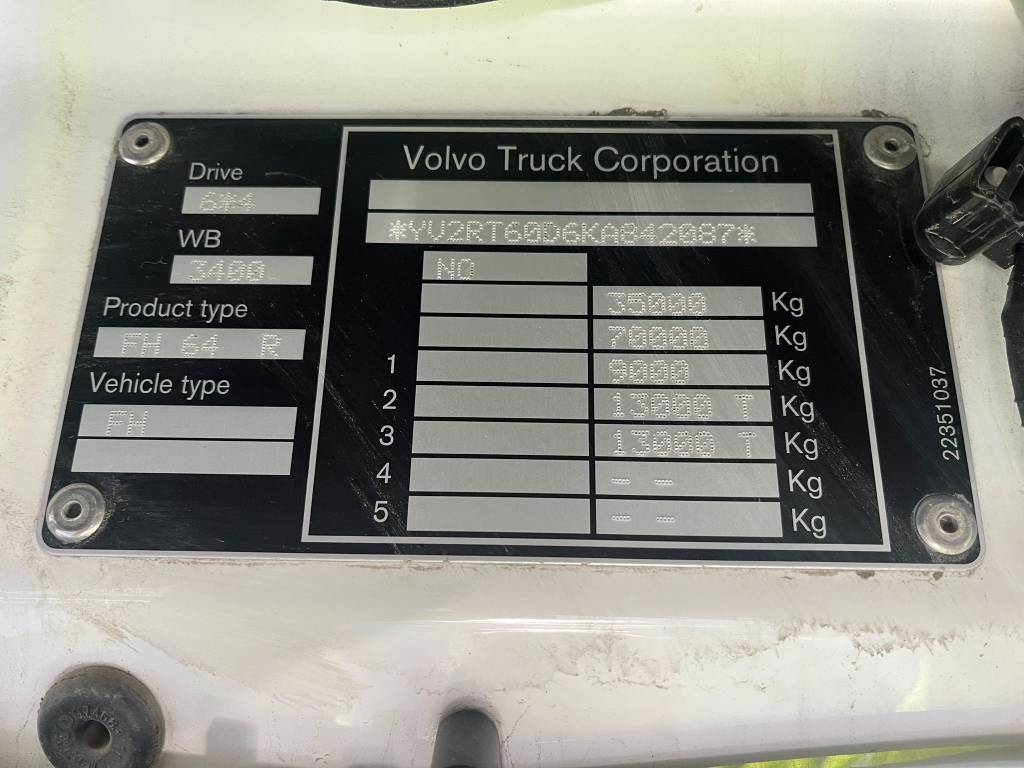 Volvo Truck Corporation
Drive
6*4
*YV2RT60D6KA842087*
WB
3400
NO
Product type
FH 64 R
35000 Kg
70000 Kg
Vehicle type
FH
1 9000 Kg
2 13000 T Kg
3 13000 T Kg
4 -- -- Kg
5 -- -- Kg
22351037